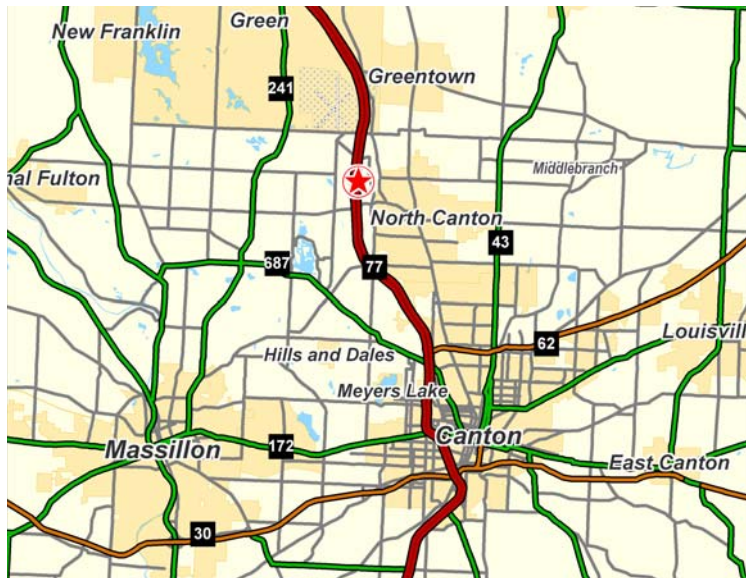 New Franklin
Green
Greentown
241
Middlebranch
nal Fulton
North Canton
43
687
77
62
Louisvill
Hills and Dales
Meyers Lake
Canton
172
Massillon
East Canton
30